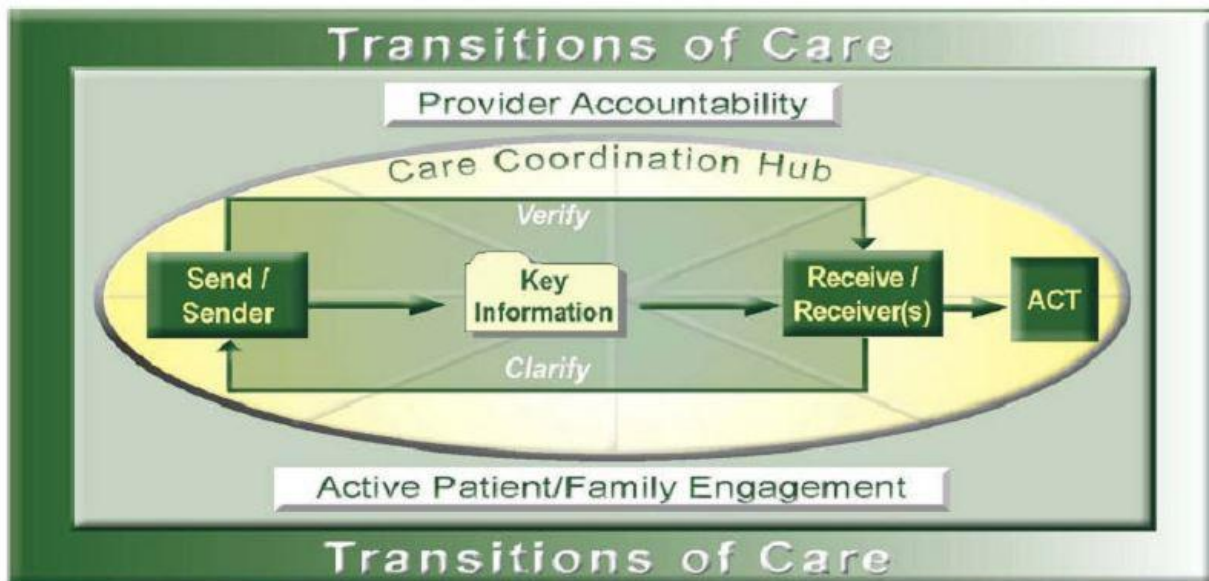 Transitions of Care
Provider Accountability
Care Coordination Hub
Verify
Send /
Sender
Key
Information
Receive /
Receiver(s)
ACT
Clarify
Active Patient/Family Engagement
Transitions of Care